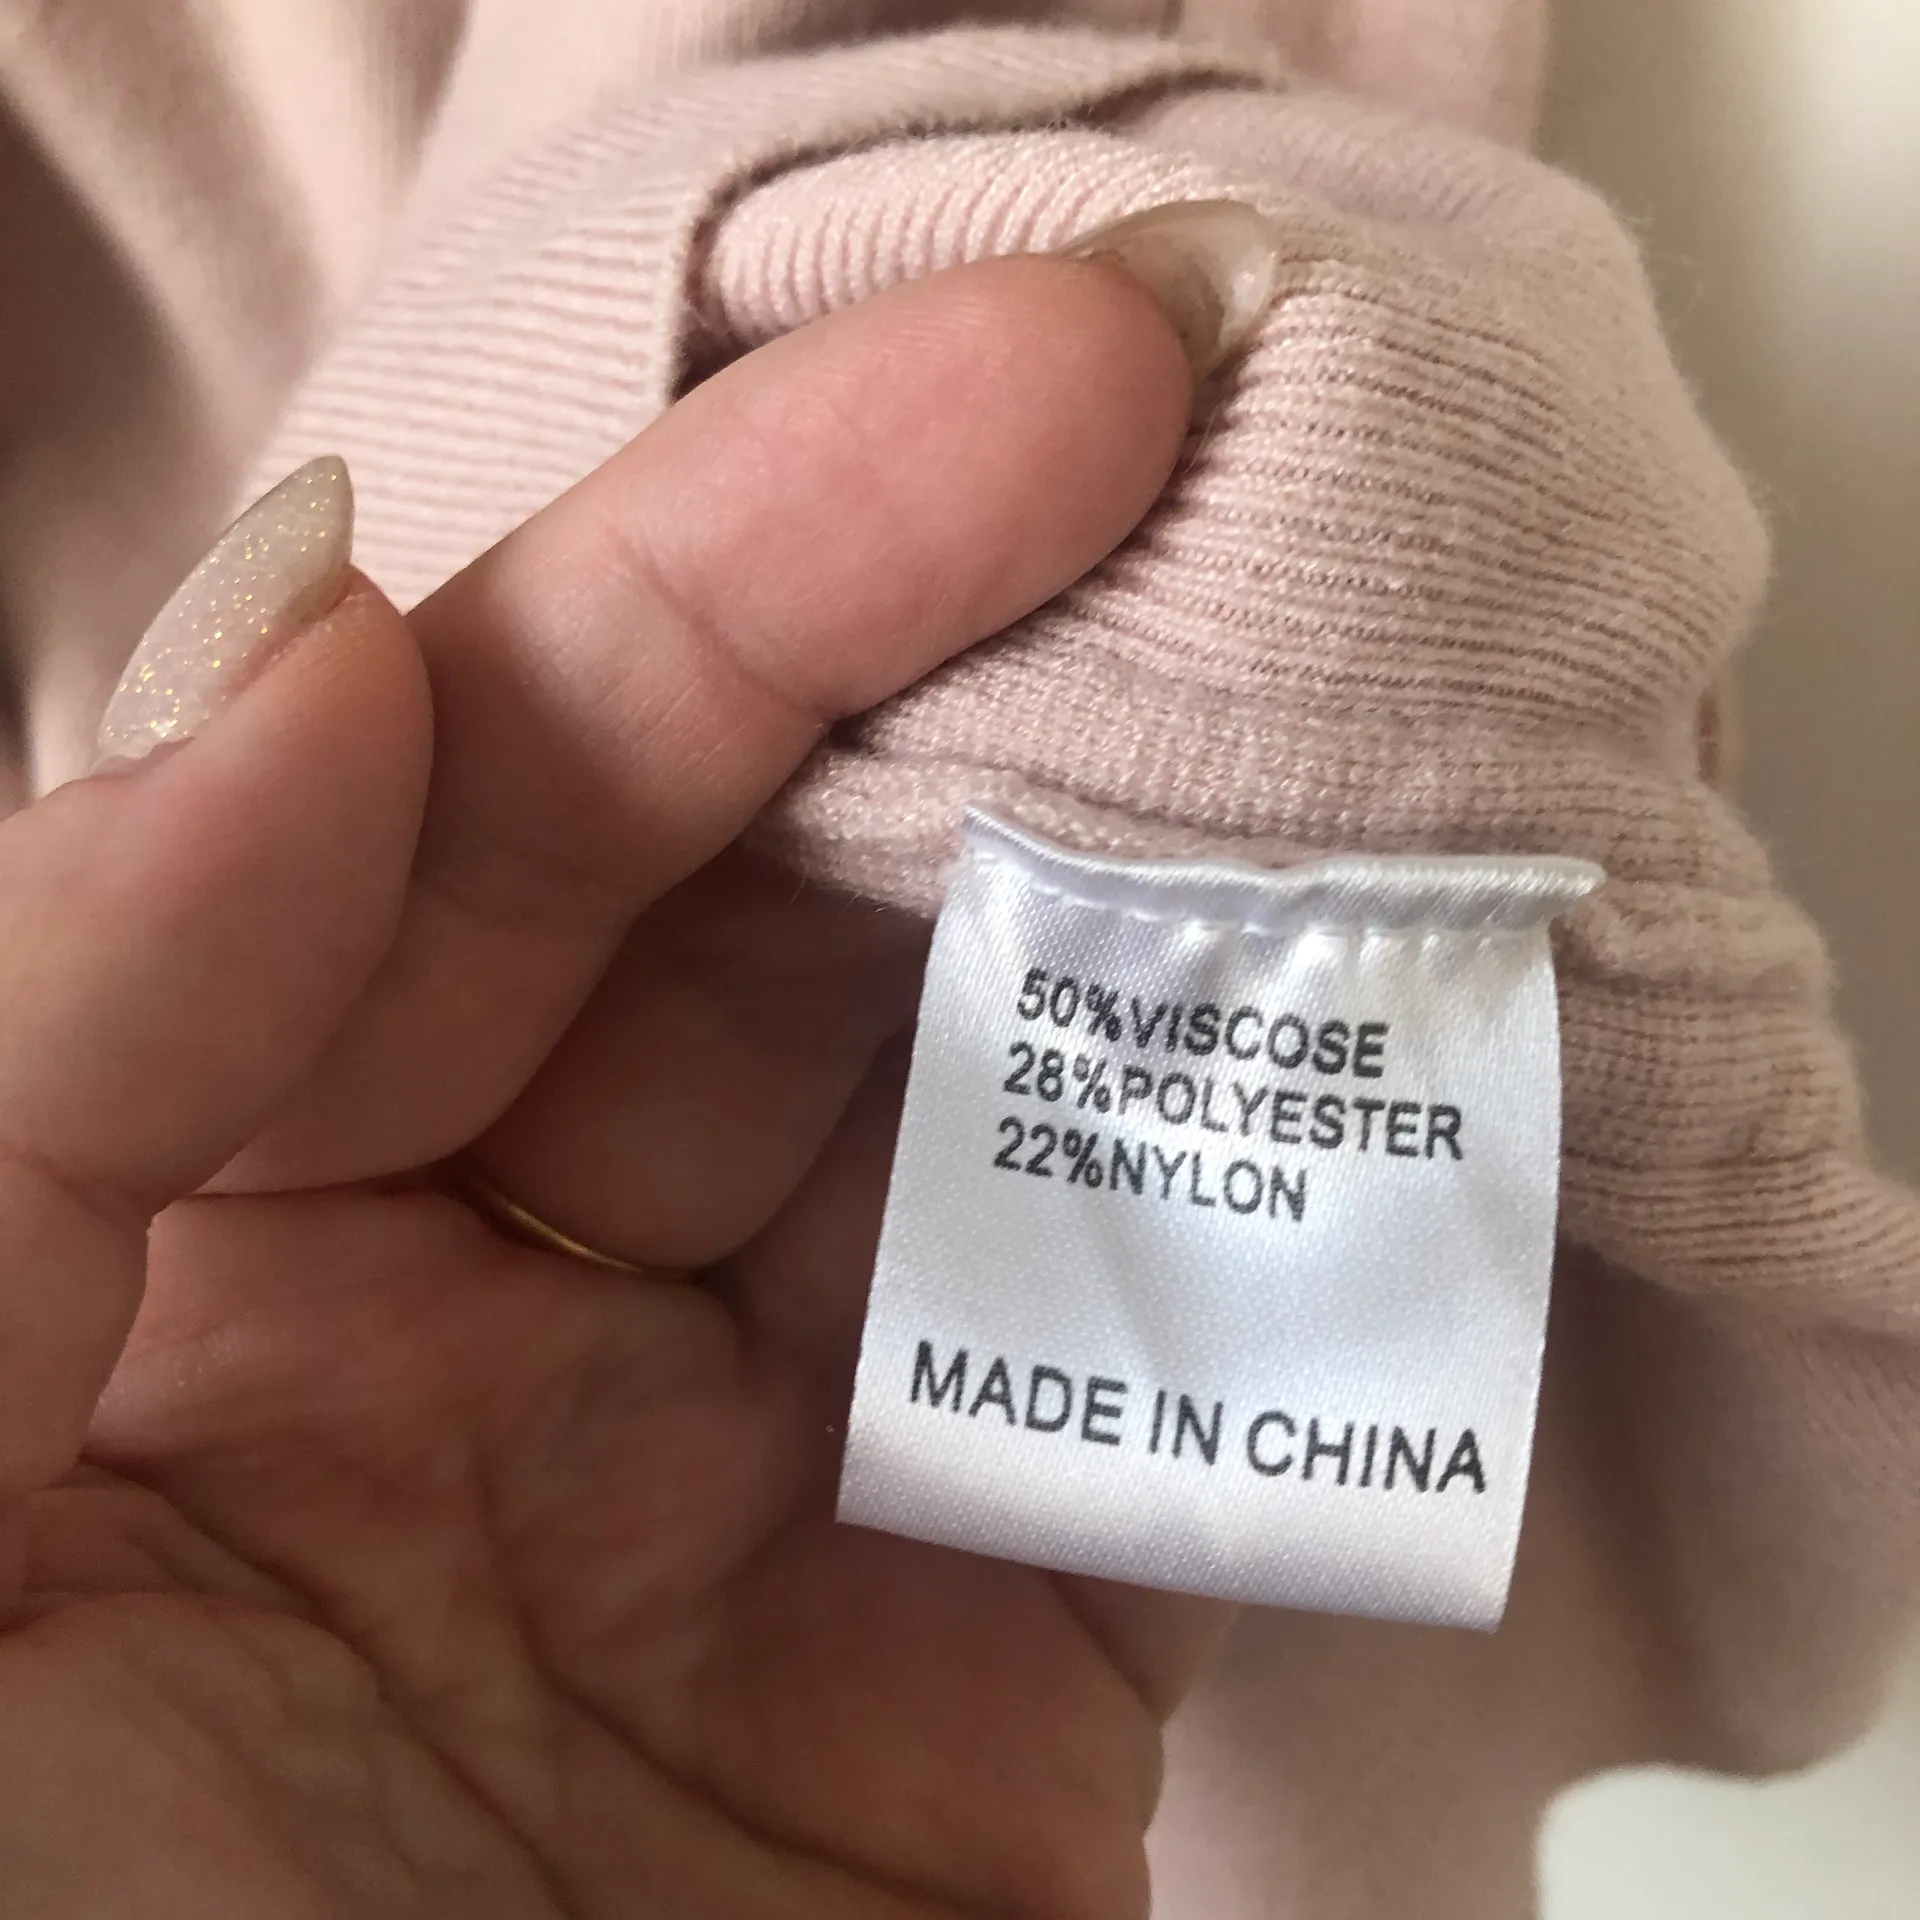 50%VISCOSE
28%POLYESTER
22%NYLON
MADE IN CHINA